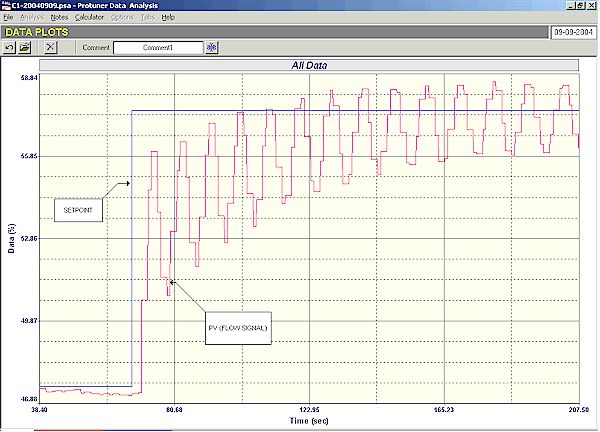 C1-20040909.psa - Protuner Data Analysis
File Analysis Notes Calculator Options Tabs Help
DATA PLOTS
09-09-2004
Comment Comment1
All Data
58.84
55.85
52.86
49.87
46.88
Data (%)
SETPOINT
PV (FLOW SIGNAL)
38.40 80.68 122.95 165.23 207.50
Time (sec)